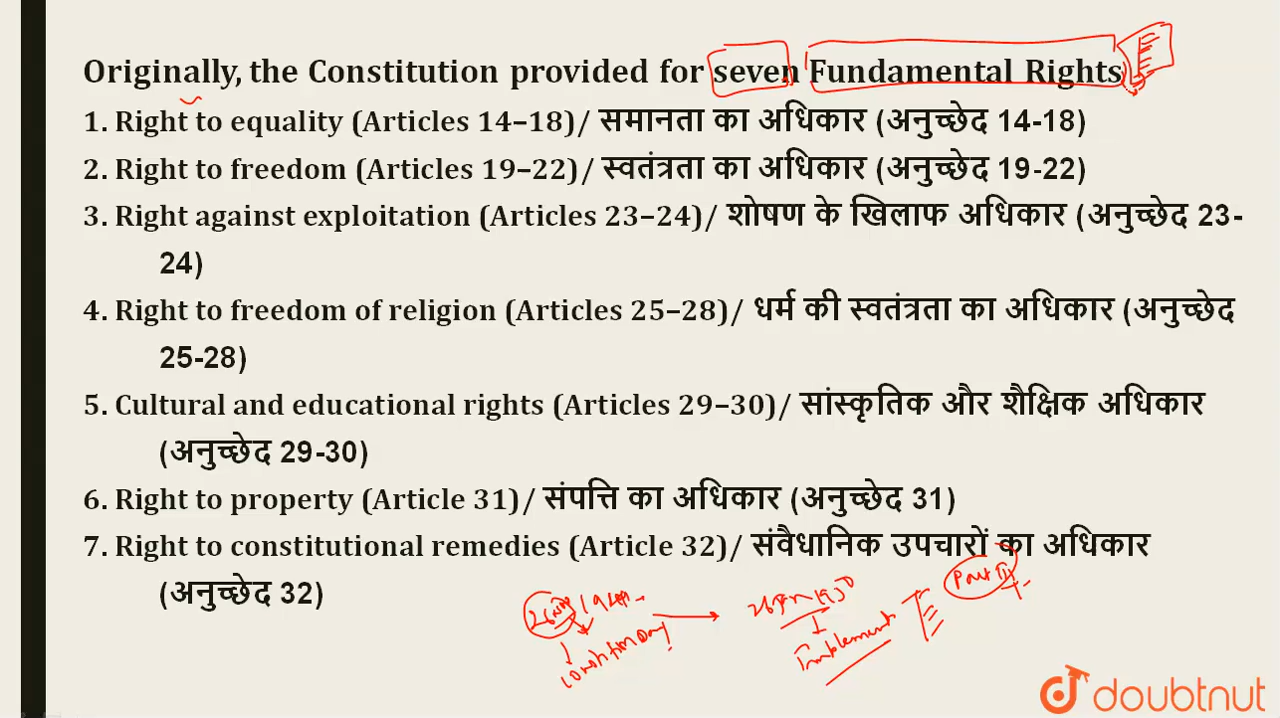 Originally, the Constitution provided for seven Fundamental Rights
1. Right to equality (Articles 14–18)/ समानता का अधिकार (अनुच्छेद 14-18)
2. Right to freedom (Articles 19–22)/ स्वतंत्रता का अधिकार (अनुच्छेद 19-22)
3. Right against exploitation (Articles 23–24)/ शोषण के खिलाफ अधिकार (अनुच्छेद 23-
24)
4. Right to freedom of religion (Articles 25–28)/ धर्म की स्वतंत्रता का अधिकार (अनुच्छेद
25-28)
5. Cultural and educational rights (Articles 29–30)/ सांस्कृतिक और शैक्षिक अधिकार
(अनुच्छेद 29-30)
6. Right to property (Article 31)/ संपत्ति का अधिकार (अनुच्छेद 31)
7. Right to constitutional remedies (Article 32)/ संवैधानिक उपचारों का अधिकार
(अनुच्छेद 32)
Part III
26 Jan 1950
Implement
doubtnut